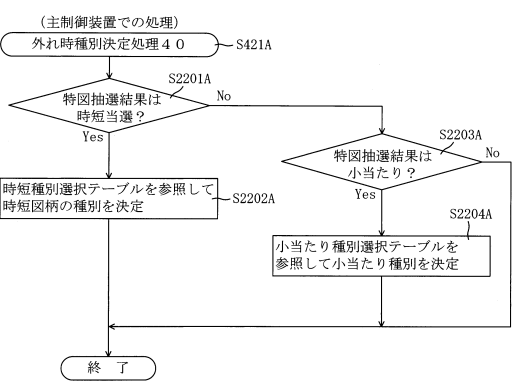 (主制御装置での処理)
外れ時種別決定処理40
S421A
S2201A
特図抽選結果は
時短当選?
No
Yes
S2203A
特図抽選結果は
小当たり?
No
Yes
時短種別選択テーブルを参照して
時短図柄の種別を決定
S2202A
S2204A
小当たり種別選択テーブルを
参照して小当たり種別を決定
終 了